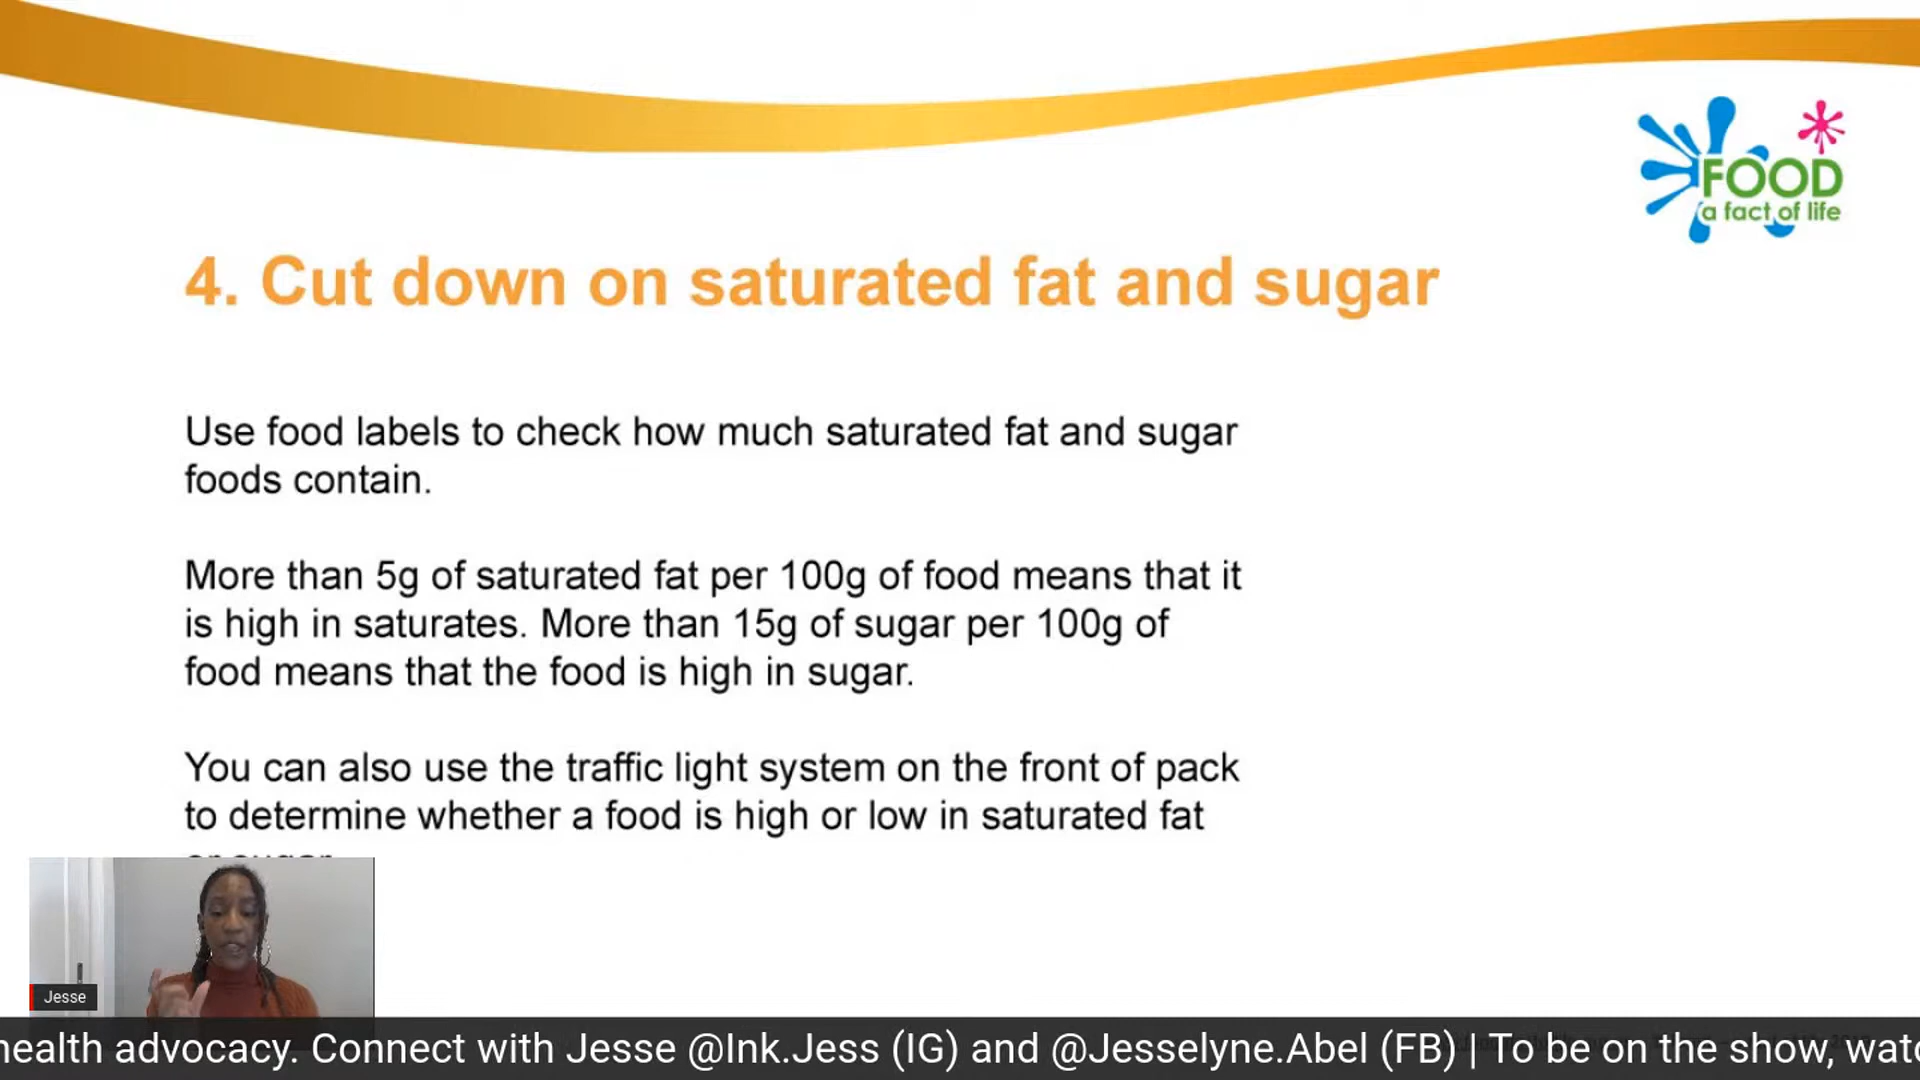 FOOD
a fact of life
4. Cut down on saturated fat and sugar
Use food labels to check how much saturated fat and sugar
foods contain.
More than 5g of saturated fat per 100g of food means that it
is high in saturates. More than 15g of sugar per 100g of
food means that the food is high in sugar.
You can also use the traffic light system on the front of pack
to determine whether a food is high or low in saturated fat
or sugar
Jesse
health advocacy. Connect with Jesse @Ink.Jess (IG) and @Jesselyne.Abel (FB) | To be on the show, watc